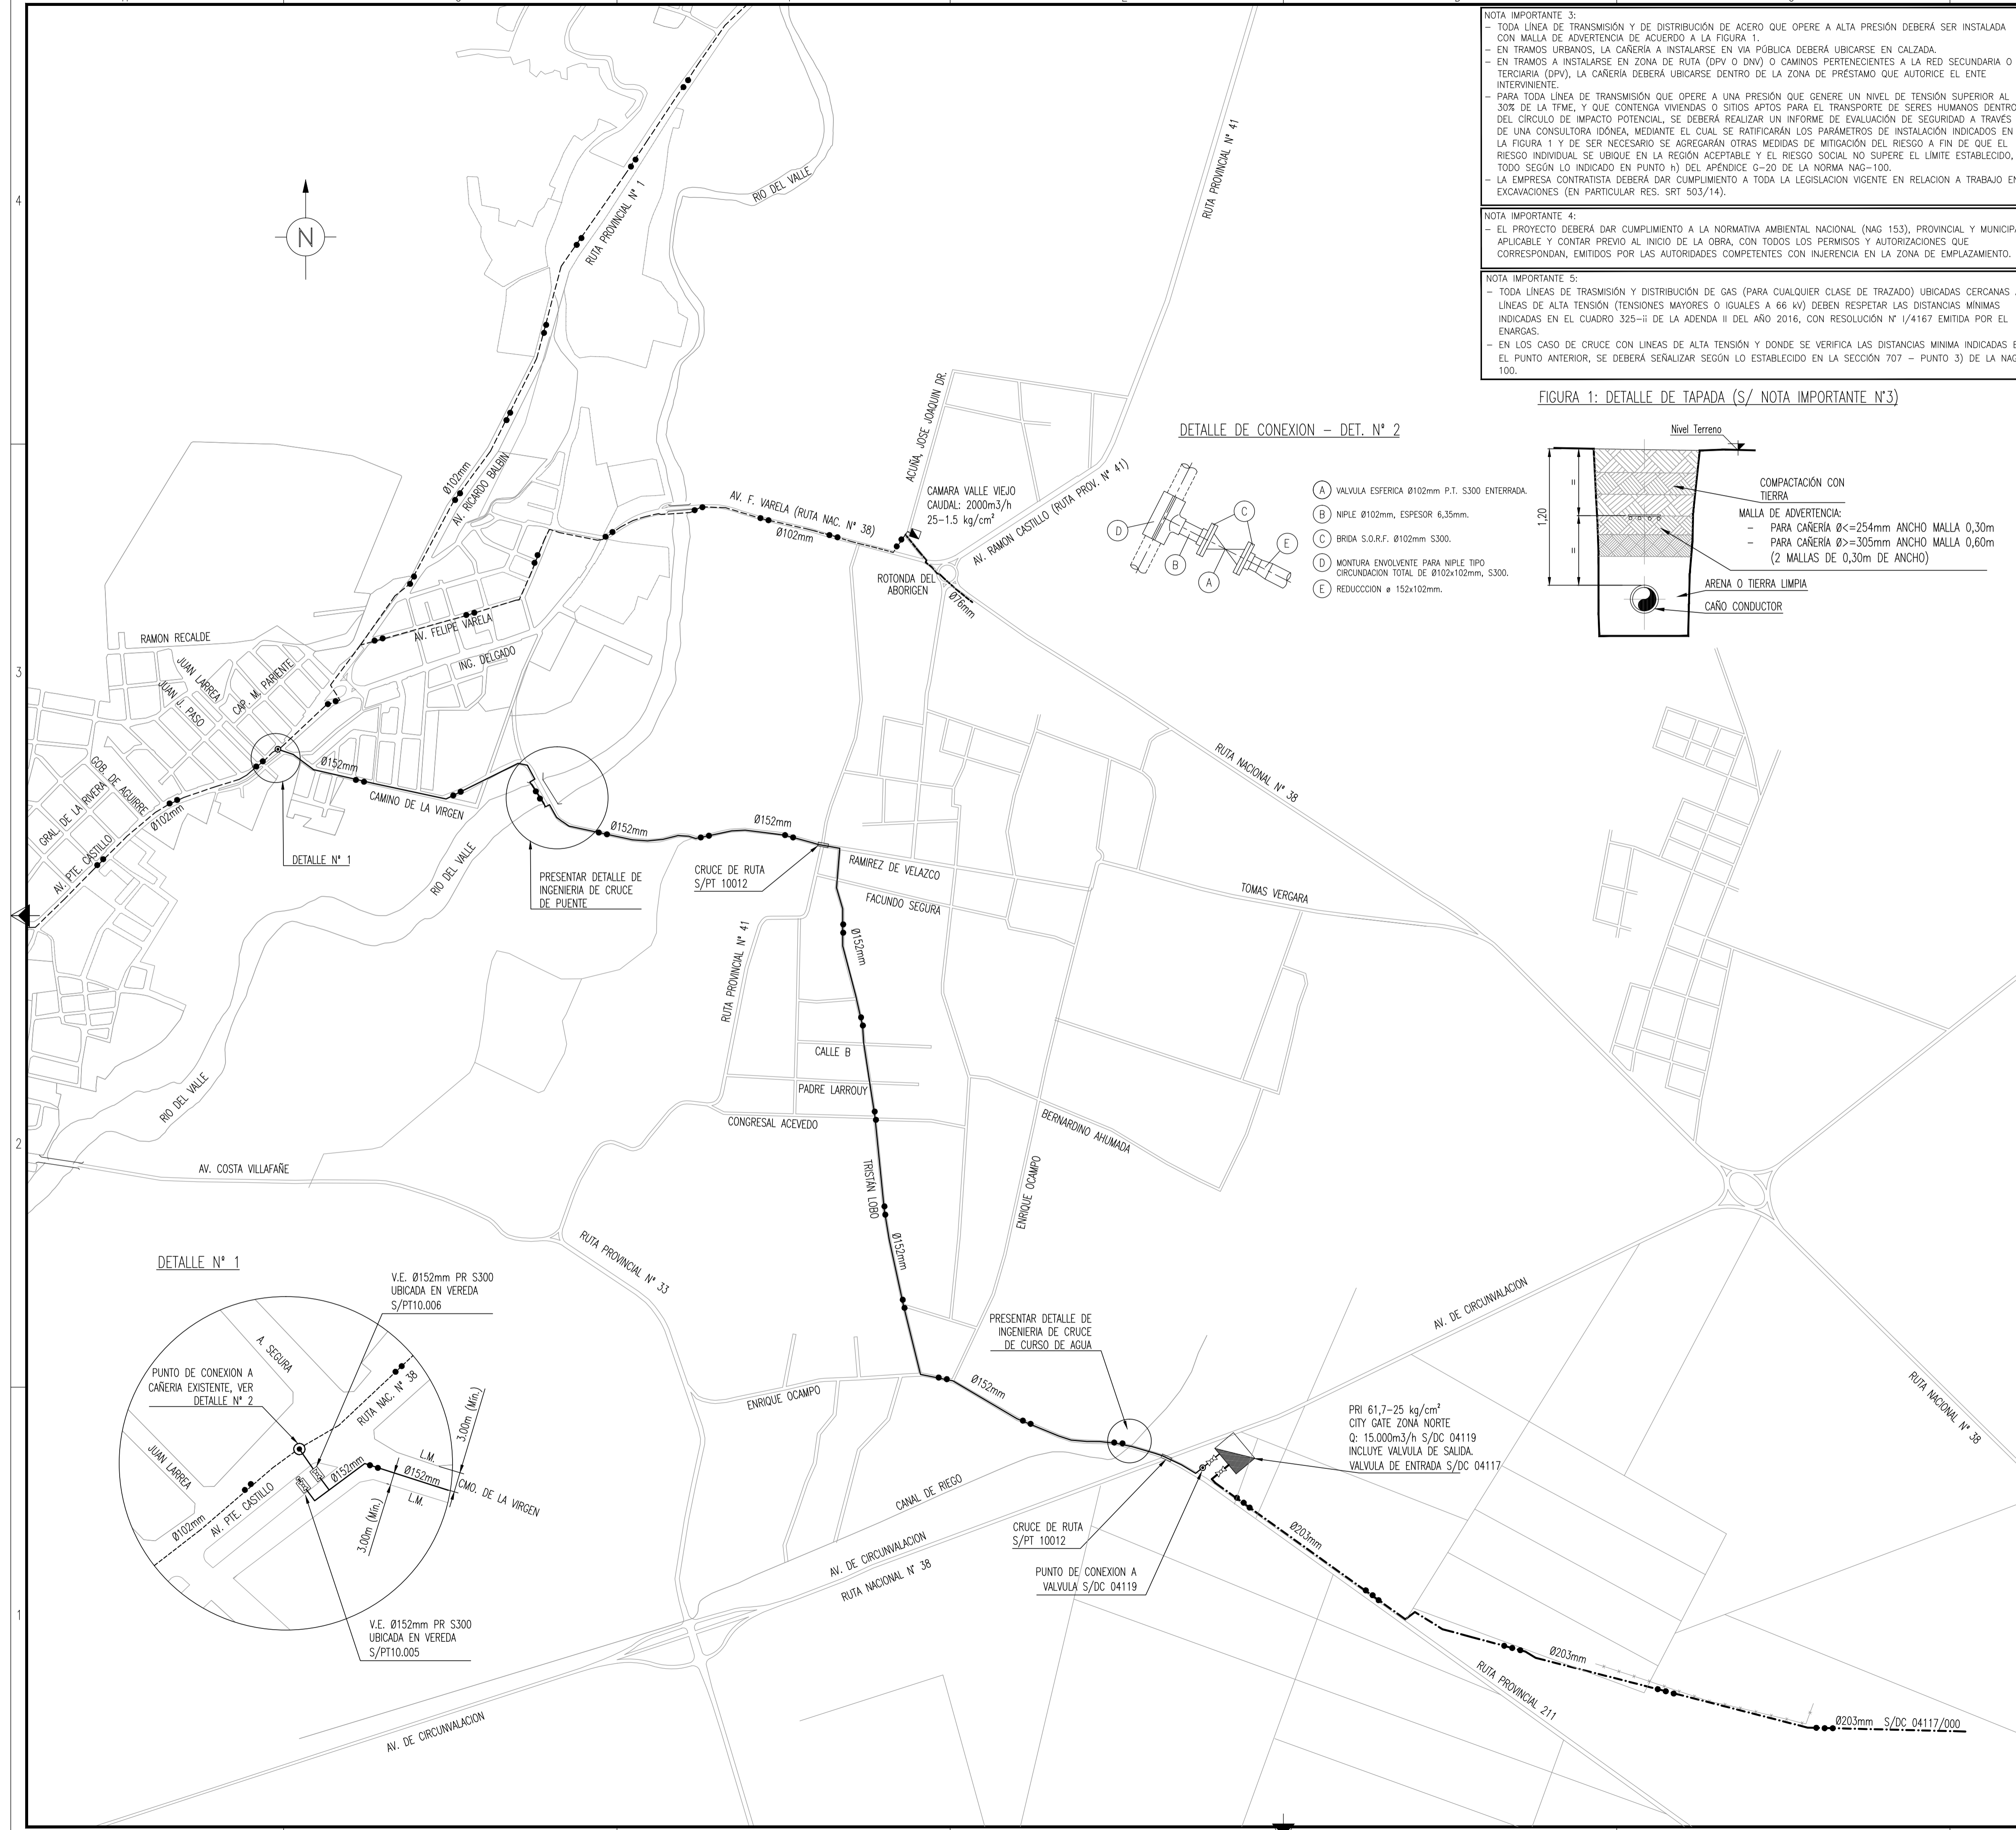 NOTA IMPORTANTE 3:
– TODA LÍNEA DE TRANSMISIÓN Y DE DISTRIBUCIÓN DE ACERO QUE OPERE A ALTA PRESIÓN DEBERÁ SER INSTALADA
CON MALLA DE ADVERTENCIA DE ACUERDO A LA FIGURA 1.
– EN TRAMOS URBANOS, LA CAÑERÍA A INSTALARSE EN VIA PÚBLICA DEBERÁ UBICARSE EN CALZADA.
– EN TRAMOS A INSTALARSE EN ZONA DE RUTA (DPV O DNV) O CAMINOS PERTENECIENTES A LA RED SECUNDARIA O
TERCIARIA (DPV), LA CAÑERÍA DEBERÁ UBICARSE DENTRO DE LA ZONA DE PRÉSTAMO QUE AUTORICE EL ENTE
INTERVINIENTE.
– PARA TODA LÍNEA DE TRANSMISIÓN QUE OPERE A UNA PRESIÓN QUE GENERE UN NIVEL DE TENSIÓN SUPERIOR AL
30% DE LA TFME, Y QUE CONTENGA VIVIENDAS O SITIOS APTOS PARA EL TRANSPORTE DE SERES HUMANOS DENTRO
DEL CÍRCULO DE IMPACTO POTENCIAL, SE DEBERÁ REALIZAR UN INFORME DE EVALUACIÓN DE SEGURIDAD A TRAVÉS
DE UNA CONSULTORA IDÓNEA, MEDIANTE EL CUAL SE RATIFICARÁN LOS PARÁMETROS DE INSTALACIÓN INDICADOS EN
LA FIGURA 1 Y DE SER NECESARIO SE AGREGARÁN OTRAS MEDIDAS DE MITIGACIÓN DEL RIESGO A FIN DE QUE EL
RIESGO INDIVIDUAL SE UBIQUE EN LA REGIÓN ACEPTABLE Y EL RIESGO SOCIAL NO SUPERE EL LÍMITE ESTABLECIDO,
TODO SEGÚN LO INDICADO EN PUNTO h) DEL APÉNDICE G–20 DE LA NORMA NAG–100.
– LA EMPRESA CONTRATISTA DEBERÁ DAR CUMPLIMIENTO A TODA LA LEGISLACION VIGENTE EN RELACION A TRABAJO EN
EXCAVACIONES (EN PARTICULAR RES. SRT 503/14).
NOTA IMPORTANTE 4:
– EL PROYECTO DEBERÁ DAR CUMPLIMIENTO A LA NORMATIVA AMBIENTAL NACIONAL (NAG 153), PROVINCIAL Y MUNICIPA
APLICABLE Y CONTAR PREVIO AL INICIO DE LA OBRA, CON TODOS LOS PERMISOS Y AUTORIZACIONES QUE
CORRESPONDAN, EMITIDOS POR LAS AUTORIDADES COMPETENTES CON INJERENCIA EN LA ZONA DE EMPLAZAMIENTO.
NOTA IMPORTANTE 5:
– TODA LÍNEAS DE TRASMISIÓN Y DISTRIBUCIÓN DE GAS (PARA CUALQUIER CLASE DE TRAZADO) UBICADAS CERCANAS
LÍNEAS DE ALTA TENSIÓN (TENSIONES MAYORES O IGUALES A 66 kV) DEBEN RESPETAR LAS DISTANCIAS MÍNIMAS
INDICADAS EN EL CUADRO 325–ii DE LA ADENDA II DEL AÑO 2016, CON RESOLUCIÓN N° I/4167 EMITIDA POR EL
ENARGAS.
– EN LOS CASO DE CRUCE CON LINEAS DE ALTA TENSIÓN Y DONDE SE VERIFICA LAS DISTANCIAS MINIMA INDICADAS E
EL PUNTO ANTERIOR, SE DEBERÁ SEÑALIZAR SEGÚN LO ESTABLECIDO EN LA SECCIÓN 707 – PUNTO 3) DE LA NAG
100.
FIGURA 1: DETALLE DE TAPADA (S/ NOTA IMPORTANTE N°3)
Nivel Terreno
1,20
=
=
COMPACTACIÓN CON
TIERRA
MALLA DE ADVERTENCIA:
– PARA CAÑERÍA Ø<=254mm ANCHO MALLA 0,30m
– PARA CAÑERÍA Ø>=305mm ANCHO MALLA 0,60m
(2 MALLAS DE 0,30m DE ANCHO)
ARENA O TIERRA LIMPIA
CAÑO CONDUCTOR
DETALLE DE CONEXION – DET. N° 2
D
B
A
C
E
A VALVULA ESFERICA Ø102mm P.T. S300 ENTERRADA.
B NIPLE Ø102mm, ESPESOR 6,35mm.
C BRIDA S.O.R.F. Ø102mm S300.
D MONTURA ENVOLVENTE PARA NIPLE TIPO
CIRCUNDACION TOTAL DE Ø102x102mm, S300.
E REDUCCCION ø 152x102mm.
4
3
2
1
N
RUTA PROVINCIAL N° 1
RIO DEL VALLE
RUTA PROVINCIAL N° 41
ACUÑA, JOSE JOAQUIN DR.
Ø102mm
AV. RICARDO BALBIN
AV. F. VARELA (RUTA NAC. N° 38)
Ø102mm
CAMARA VALLE VIEJO
CAUDAL: 2000m3/h
25–1.5 kg/cm²
AV. RAMON CASTILLO (RUTA PROV. N° 41)
ROTONDA DEL
ABORIGEN
Ø76mm
RAMON RECALDE
AV. FELIPE VARELA
ING. DELGADO
JUAN LARREA
CAP. M. PARIENTE
JUAN J. PASO
GOB. DE AGUIRRE
GRAL. DE LA RIVERA
Ø102mm
AV. PTE. CASTILLO
Ø152mm
CAMINO DE LA VIRGEN
DETALLE N° 1
RIO DEL VALLE
PRESENTAR DETALLE DE
INGENIERIA DE CRUCE
DE PUENTE
Ø152mm
Ø152mm
CRUCE DE RUTA
S/PT 10012
RUTA NACIONAL N° 38
RAMIREZ DE VELAZCO
FACUNDO SEGURA
TOMAS VERGARA
Ø152mm
RUTA PROVINCIAL N° 41
CALLE B
PADRE LARROUY
CONGRESAL ACEVEDO
BERNARDINO AHUMADA
RIO DEL VALLE
AV. COSTA VILLAFAÑE
TRISTÁN LOBO
ENRIQUE OCAMPO
Ø152mm
RUTA PROVINCIAL N° 33
PRESENTAR DETALLE DE
INGENIERIA DE CRUCE
DE CURSO DE AGUA
AV. DE CIRCUNVALACION
RUTA NACIONAL N° 38
ENRIQUE OCAMPO
Ø152mm
PRI 61,7–25 kg/cm²
CITY GATE ZONA NORTE
Q: 15.000m3/h S/DC 04119
INCLUYE VALVULA DE SALIDA.
VALVULA DE ENTRADA S/DC 04117
CANAL DE RIEGO
CRUCE DE RUTA
S/PT 10012
AV. DE CIRCUNVALACION
RUTA NACIONAL N° 38
PUNTO DE CONEXION A
VALVULA S/DC 04119
Ø203mm
Ø203mm
RUTA PROVINCIAL 211
Ø203mm S/DC 04117/000
AV. DE CIRCUNVALACION
DETALLE N° 1
V.E. Ø152mm PR S300
UBICADA EN VEREDA
S/PT10.006
A. SEGURA
PUNTO DE CONEXION A
CAÑERIA EXISTENTE, VER
DETALLE N° 2
RUTA NAC. N° 38
3.00m (Mín.)
JUAN LARREA
L.M.
Ø152mm
Ø152mm
L.M.
CMO. DE LA VIRGEN
AV. PTE. CASTILLO
Ø102mm
3.00m (Mín.)
V.E. Ø152mm PR S300
UBICADA EN VEREDA
S/PT10.005